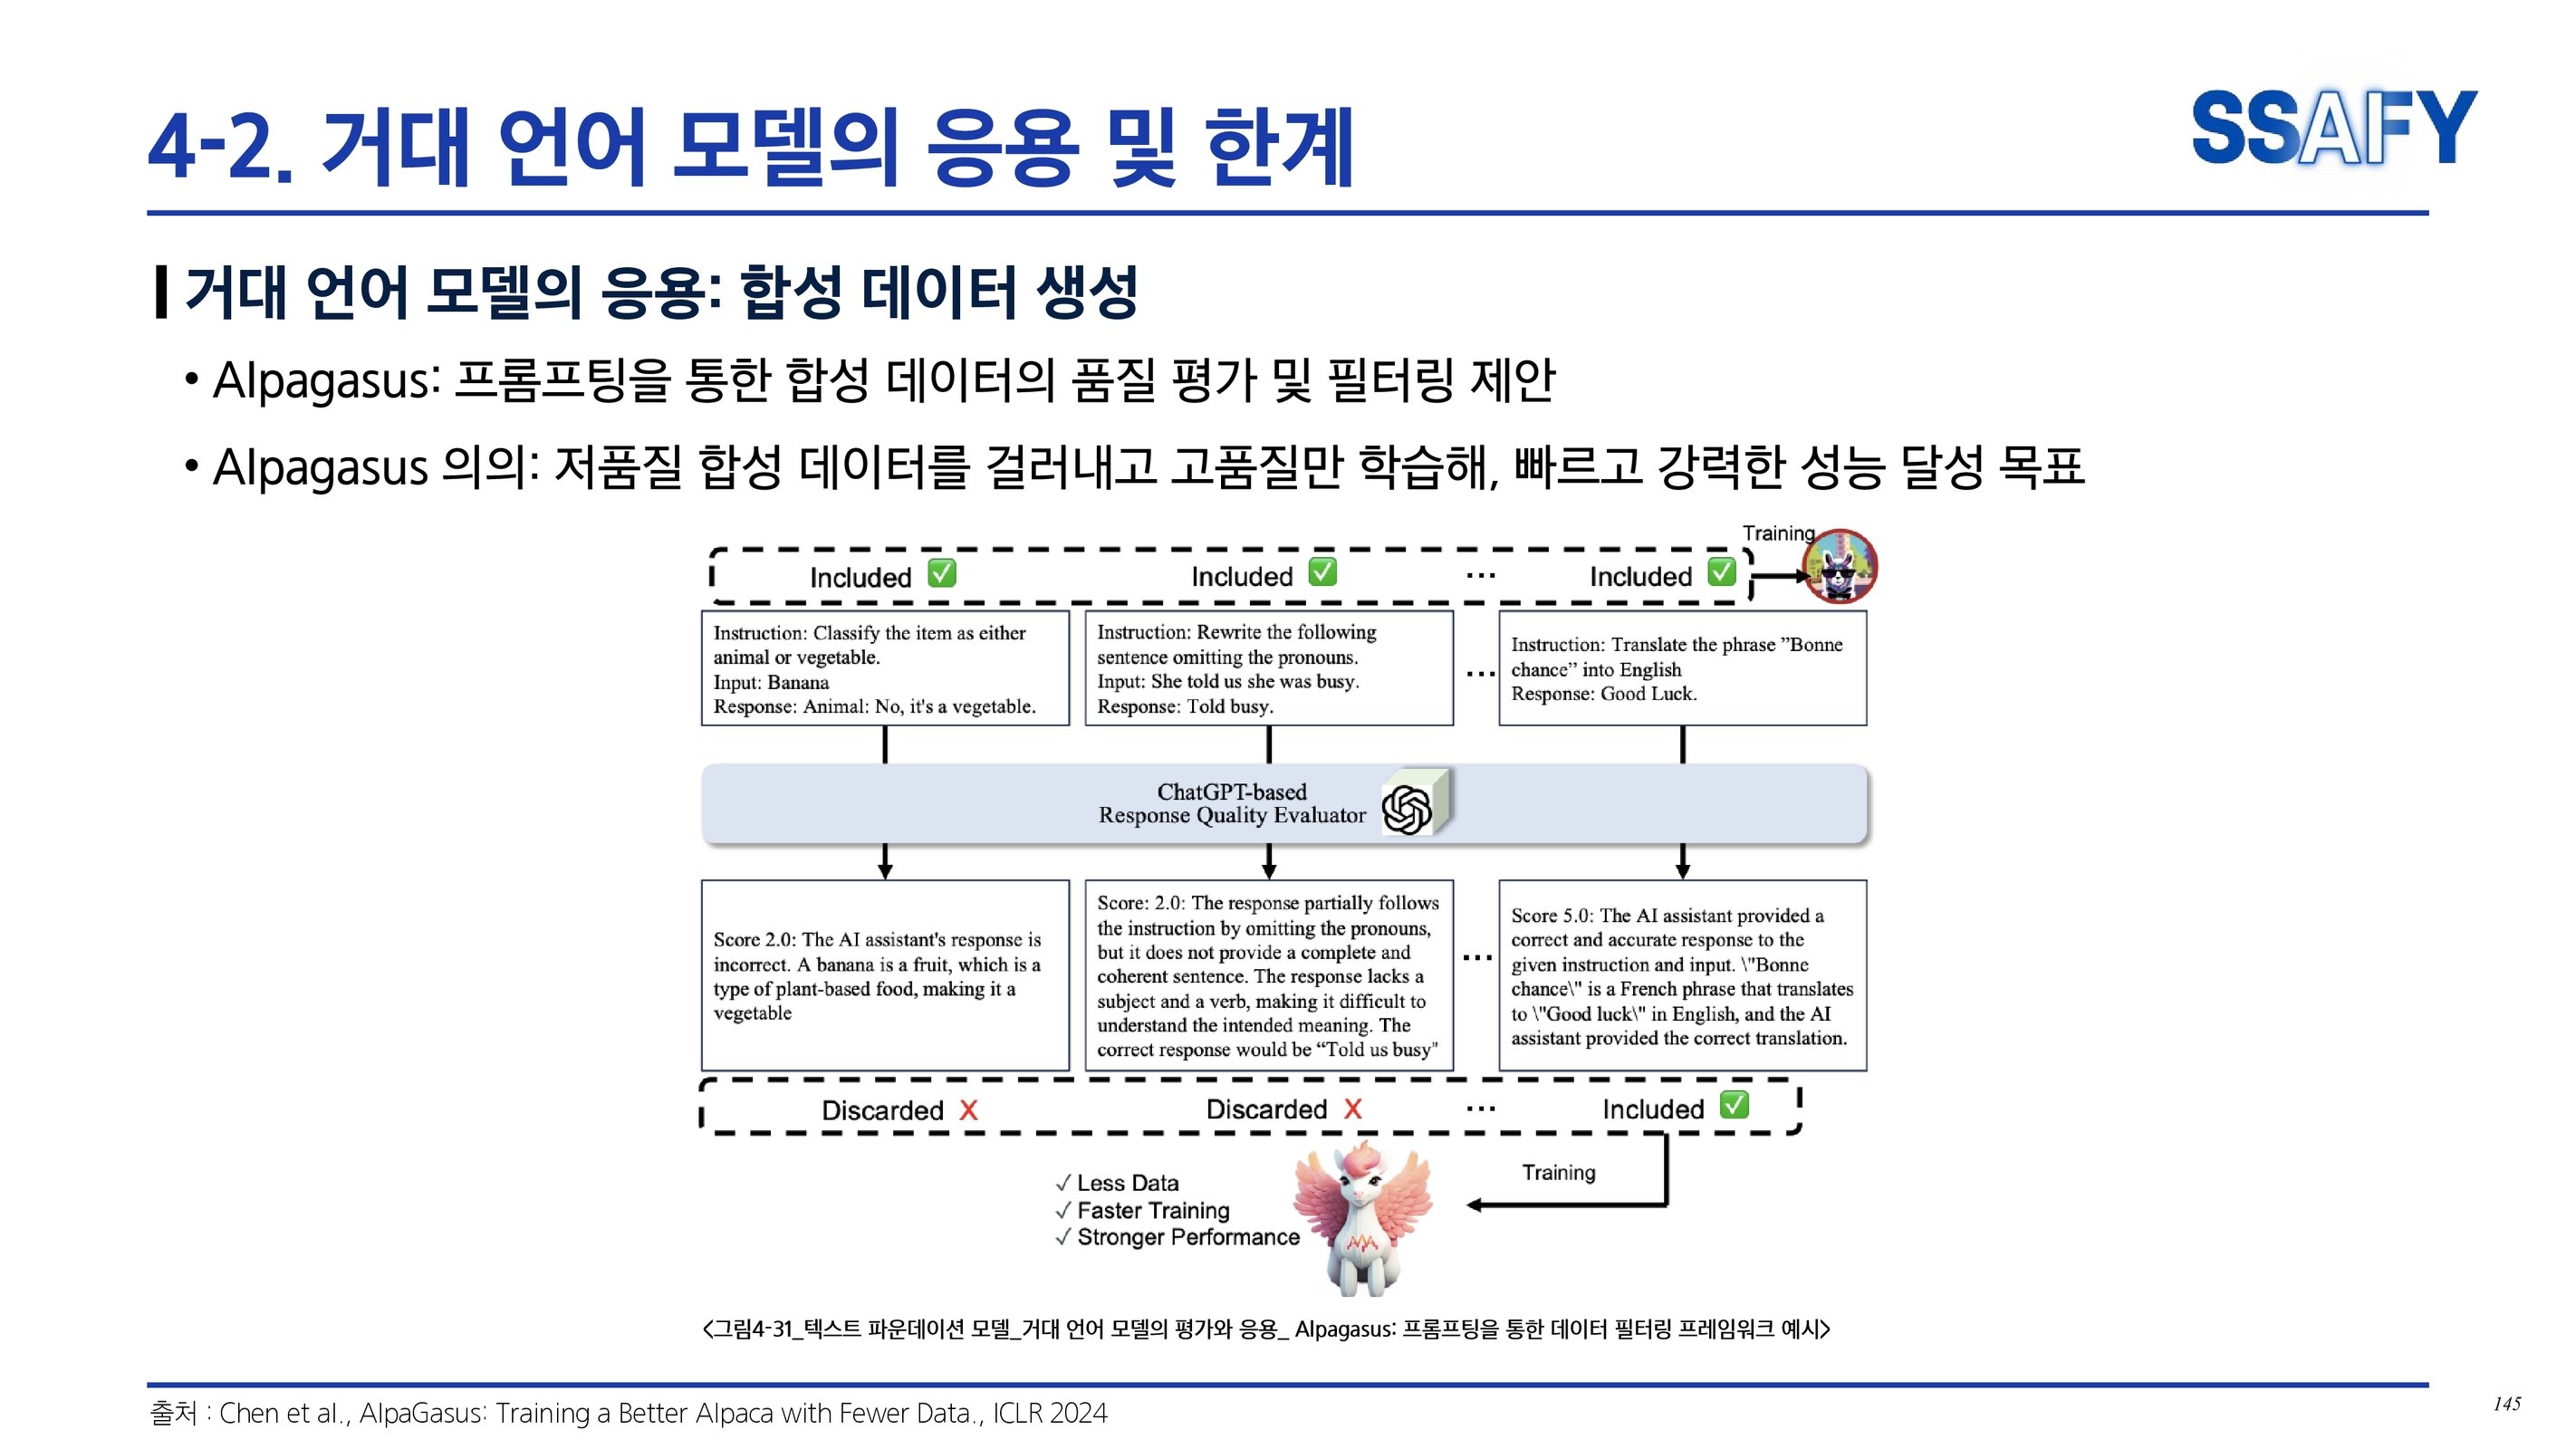 4-2. 거대 언어 모델의 응용 및 한계
SSAFY
거대 언어 모델의 응용: 합성 데이터 생성
• Alpagasus: 프롬프팅을 통한 합성 데이터의 품질 평가 및 필터링 제안
• Alpagasus 의의: 저품질 합성 데이터를 걸러내고 고품질만 학습해, 빠르고 강력한 성능 달성 목표
Training
Included ✅ Included ✅ ... Included ✅
Instruction: Classify the item as either
animal or vegetable.
Input: Banana
Response: Animal: No, it's a vegetable.
Instruction: Rewrite the following
sentence omitting the pronouns.
Input: She told us she was busy.
Response: Told busy.
...
Instruction: Translate the phrase ”Bonne
chance” into English
Response: Good Luck.
ChatGPT-based
Response Quality Evaluator
Score 2.0: The AI assistant's response is
incorrect. A banana is a fruit, which is a
type of plant-based food, making it a
vegetable
Score: 2.0: The response partially follows
the instruction by omitting the pronouns,
but it does not provide a complete and
coherent sentence. The response lacks a
subject and a verb, making it difficult to
understand the intended meaning. The
correct response would be “Told us busy”
...
Score 5.0: The AI assistant provided a
correct and accurate response to the
given instruction and input. \"Bonne
chance\" is a French phrase that translates
to \"Good luck\" in English, and the AI
assistant provided the correct translation.
Discarded X Discarded X ... Included ✅
Training
✓ Less Data
✓ Faster Training
✓ Stronger Performance
<그림4-31_텍스트 파운데이션 모델_거대 언어 모델의 평가와 응용_ Alpagasus: 프롬프팅을 통한 데이터 필터링 프레임워크 예시>
출처 : Chen et al., AlpaGasus: Training a Better Alpaca with Fewer Data., ICLR 2024
145